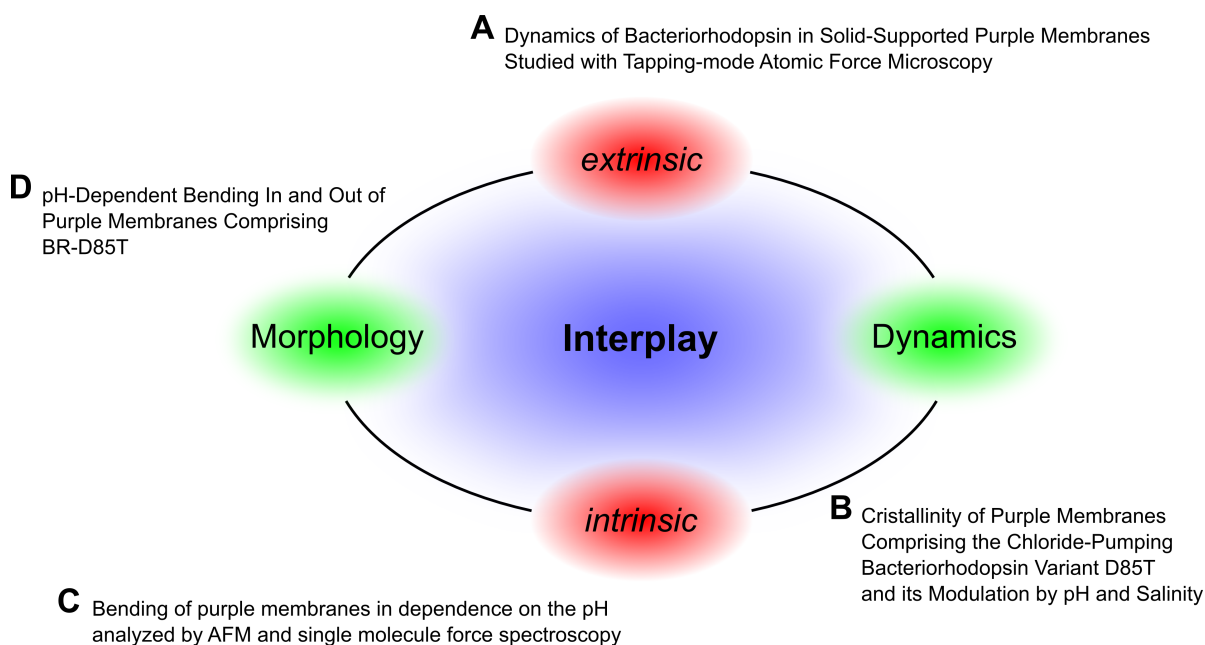 A Dynamics of Bacteriorhodopsin in Solid-Supported Purple Membranes
Studied with Tapping-mode Atomic Force Microscopy
extrinsic
D pH-Dependent Bending In and Out of
Purple Membranes Comprising
BR-D85T
Morphology
Interplay
Dynamics
intrinsic
B Cristallinity of Purple Membranes
Comprising the Chloride-Pumping
Bacteriorhodopsin Variant D85T
and its Modulation by pH and Salinity
C Bending of purple membranes in dependence on the pH
analyzed by AFM and single molecule force spectroscopy